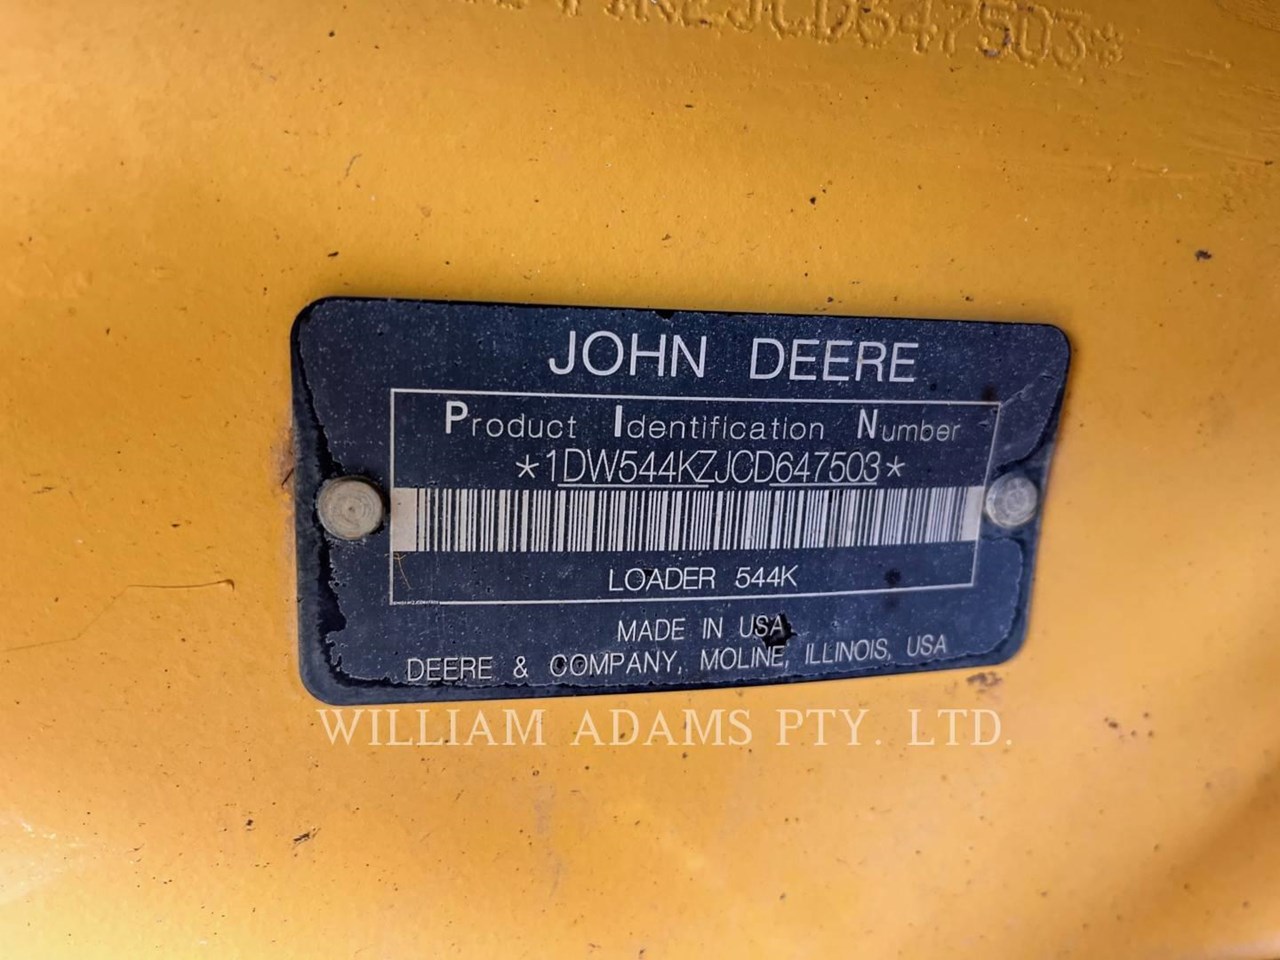 JCD647503*
JOHN DEERE
Product Identification Number
*1DW544KZJCD647503*
LOADER 544K
MADE IN USA
DEERE & COMPANY, MOLINE, ILLINOIS, USA
WILLIAM ADAMS PTY. LTD.